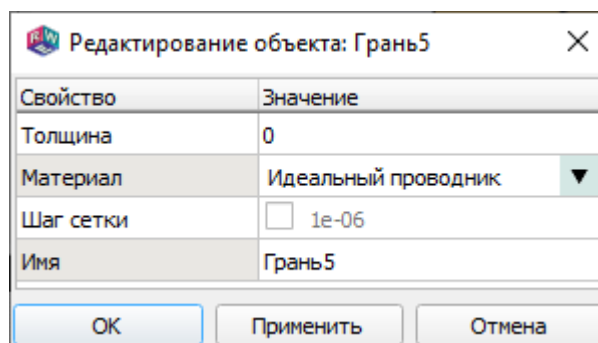 RW Редактирование объекта: Грань5
Свойство Значение
Толщина 0
Материал Идеальный проводник
Шаг сетки 1e-06
Имя Грань5
OK Применить Отмена